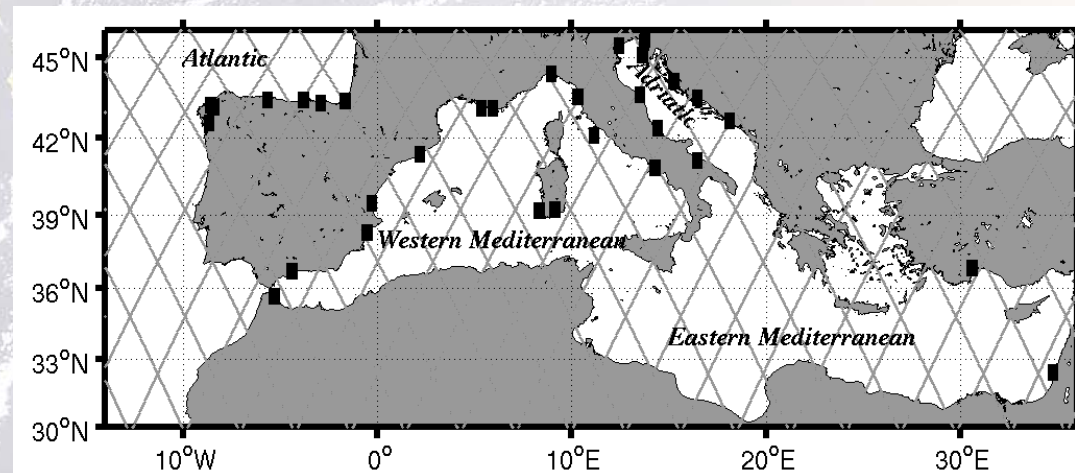 45°N
42°N
39°N
36°N
33°N
30°N
Atlantic
Adriatic
Western Mediterranean
Eastern Mediterranean
10°W
0°
10°E
20°E
30°E